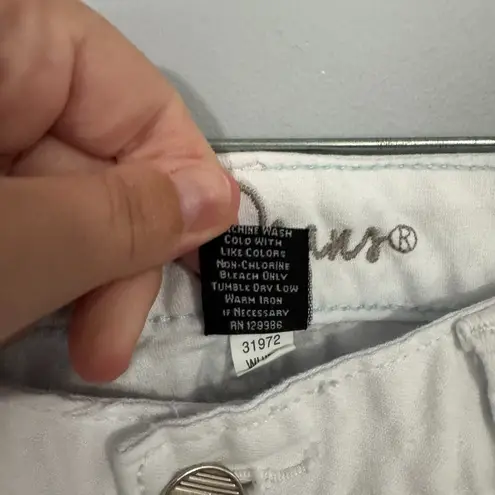 ans®
MACHINE WASH
COLD WITH
LIKE COLORS
NON-CHLORINE
BLEACH ONLY
TUMBLE DRY LOW
WARM IRON
IF NECESSARY
RN 129986
31972